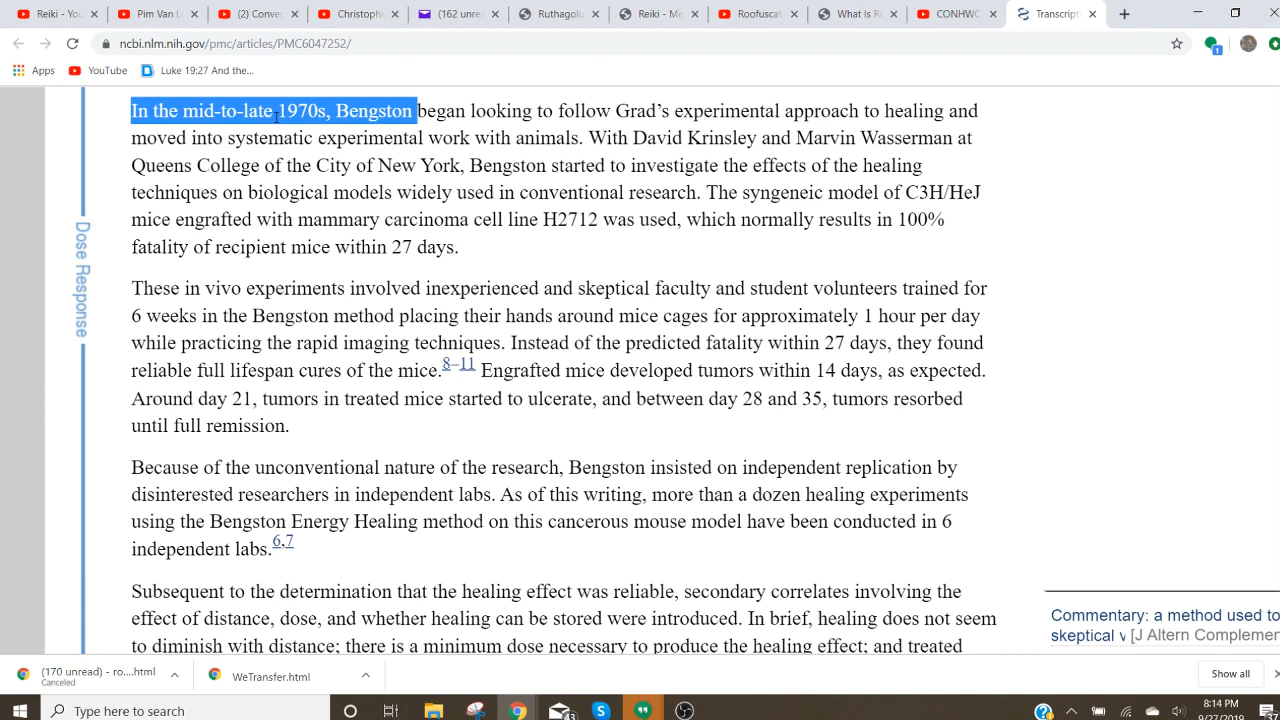 Reiki - You
Pim Van L
(2) Conver
Christophe
(162 unre
Ruthagolu
Reiki - Me
Roofuscat
What Is Re
CONHWC
Transcripti
ncbi.nlm.nih.gov/pmc/articles/PMC6047252/
1
Apps
YouTube
Luke 19:27 And the...
In the mid-to-late 1970s, Bengston began looking to follow Grad's experimental approach to healing and
moved into systematic experimental work with animals. With David Krinsley and Marvin Wasserman at
Queens College of the City of New York, Bengston started to investigate the effects of the healing
techniques on biological models widely used in conventional research. The syngeneic model of C3H/HeJ
mice engrafted with mammary carcinoma cell line H2712 was used, which normally results in 100%
fatality of recipient mice within 27 days.
Dose Response
These in vivo experiments involved inexperienced and skeptical faculty and student volunteers trained for
6 weeks in the Bengston method placing their hands around mice cages for approximately 1 hour per day
while practicing the rapid imaging techniques. Instead of the predicted fatality within 27 days, they found
reliable full lifespan cures of the mice.8–11 Engrafted mice developed tumors within 14 days, as expected.
Around day 21, tumors in treated mice started to ulcerate, and between day 28 and 35, tumors resorbed
until full remission.
Because of the unconventional nature of the research, Bengston insisted on independent replication by
disinterested researchers in independent labs. As of this writing, more than a dozen healing experiments
using the Bengston Energy Healing method on this cancerous mouse model have been conducted in 6
independent labs.6,7
Subsequent to the determination that the healing effect was reliable, secondary correlates involving the
effect of distance, dose, and whether healing can be stored were introduced. In brief, healing does not seem
to diminish with distance; there is a minimum dose necessary to produce the healing effect; and treated
Commentary: a method used to
skeptical v [J Altern Complemen
(170 unread) - ro....html
Canceled
WeTransfer.html
Show all
Type here to search
43
8:14 PM
9/27/2019